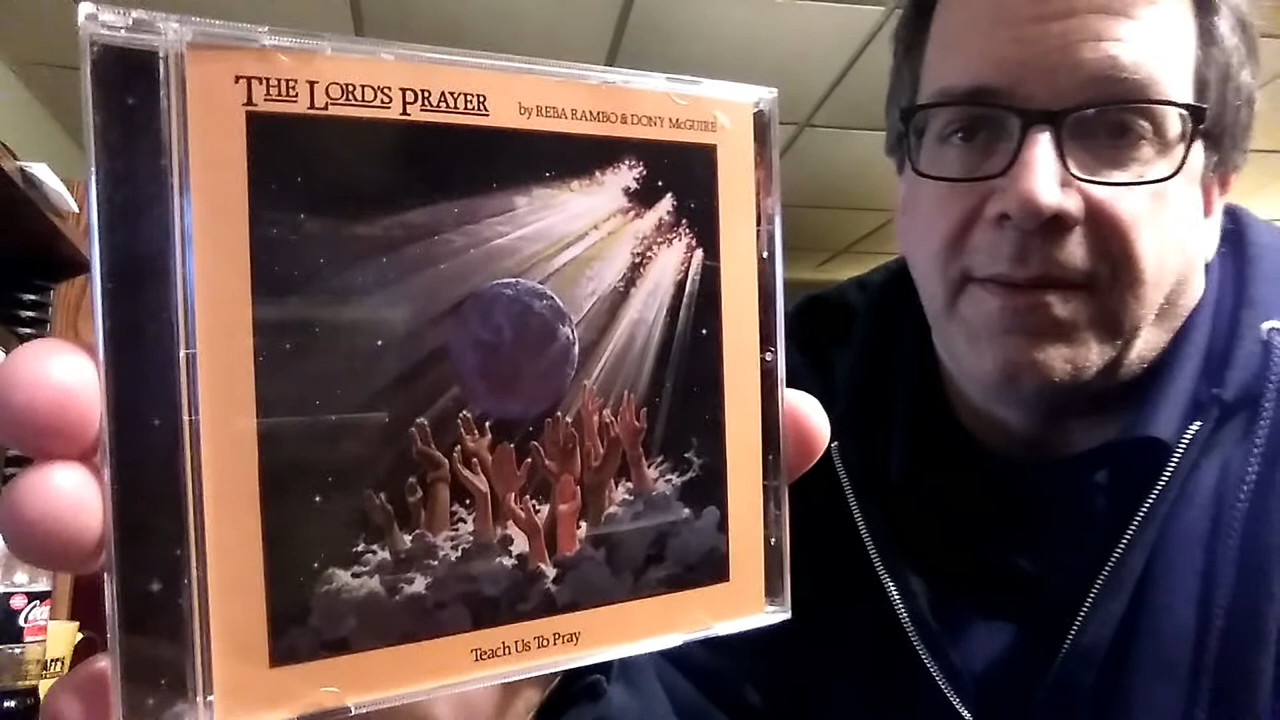 THE LORD'S PRAYER
by REBA RAMBO & DONY McGUIRE
Teach Us To Pray